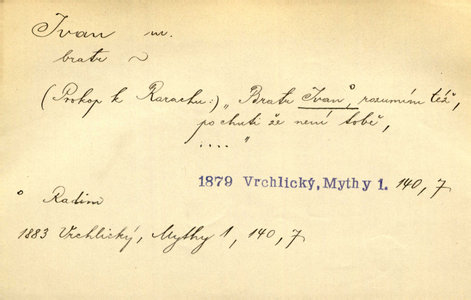 Ivan m.
bratr ~
(Prokop k Rarachu:) „Bratr Ivan°, rozumím též,
po chuti že není tobě,
...."
1879 Vrchlický, Mythy 1. 140, 7
° Radim
1883 Vrchlický, Mythy 1, 140, 7